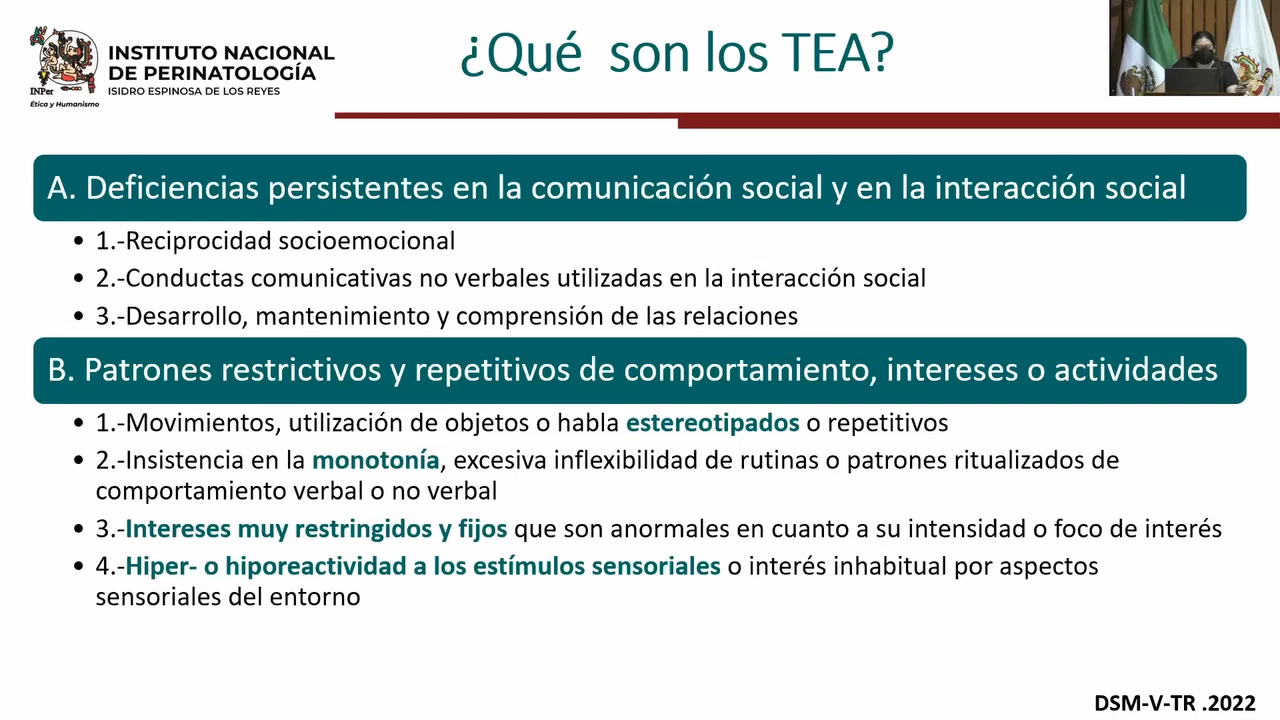 INSTITUTO NACIONAL
DE PERINATOLOGÍA
ISIDRO ESPINOSA DE LOS REYES
INPer
Ética y Humanismo
¿Qué  son los TEA?
A. Deficiencias persistentes en la comunicación social y en la interacción social
• 1.-Reciprocidad socioemocional
• 2.-Conductas comunicativas no verbales utilizadas en la interacción social
• 3.-Desarrollo, mantenimiento y comprensión de las relaciones
B. Patrones restrictivos y repetitivos de comportamiento, intereses o actividades
• 1.-Movimientos, utilización de objetos o habla estereotipados o repetitivos
• 2.-Insistencia en la monotonía, excesiva inflexibilidad de rutinas o patrones ritualizados de
comportamiento verbal o no verbal
• 3.-Intereses muy restringidos y fijos que son anormales en cuanto a su intensidad o foco de interés
• 4.-Hiper- o hiporeactividad a los estímulos sensoriales o interés inhabitual por aspectos
sensoriales del entorno
DSM-V-TR .2022